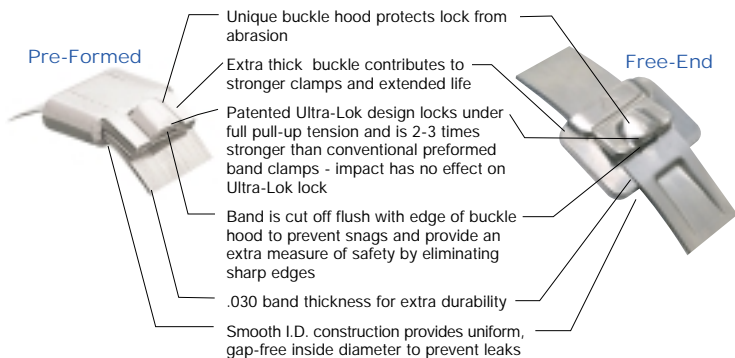 Unique buckle hood protects lock from
abrasion
Pre-Formed
Free-End
Extra thick buckle contributes to
stronger clamps and extended life
Patented Ultra-Lok design locks under
full pull-up tension and is 2-3 times
stronger than conventional preformed
band clamps - impact has no effect on
Ultra-Lok lock
Band is cut off flush with edge of buckle
hood to prevent snags and provide an
extra measure of safety by eliminating
sharp edges
.030 band thickness for extra durability
Smooth I.D. construction provides uniform,
gap-free inside diameter to prevent leaks